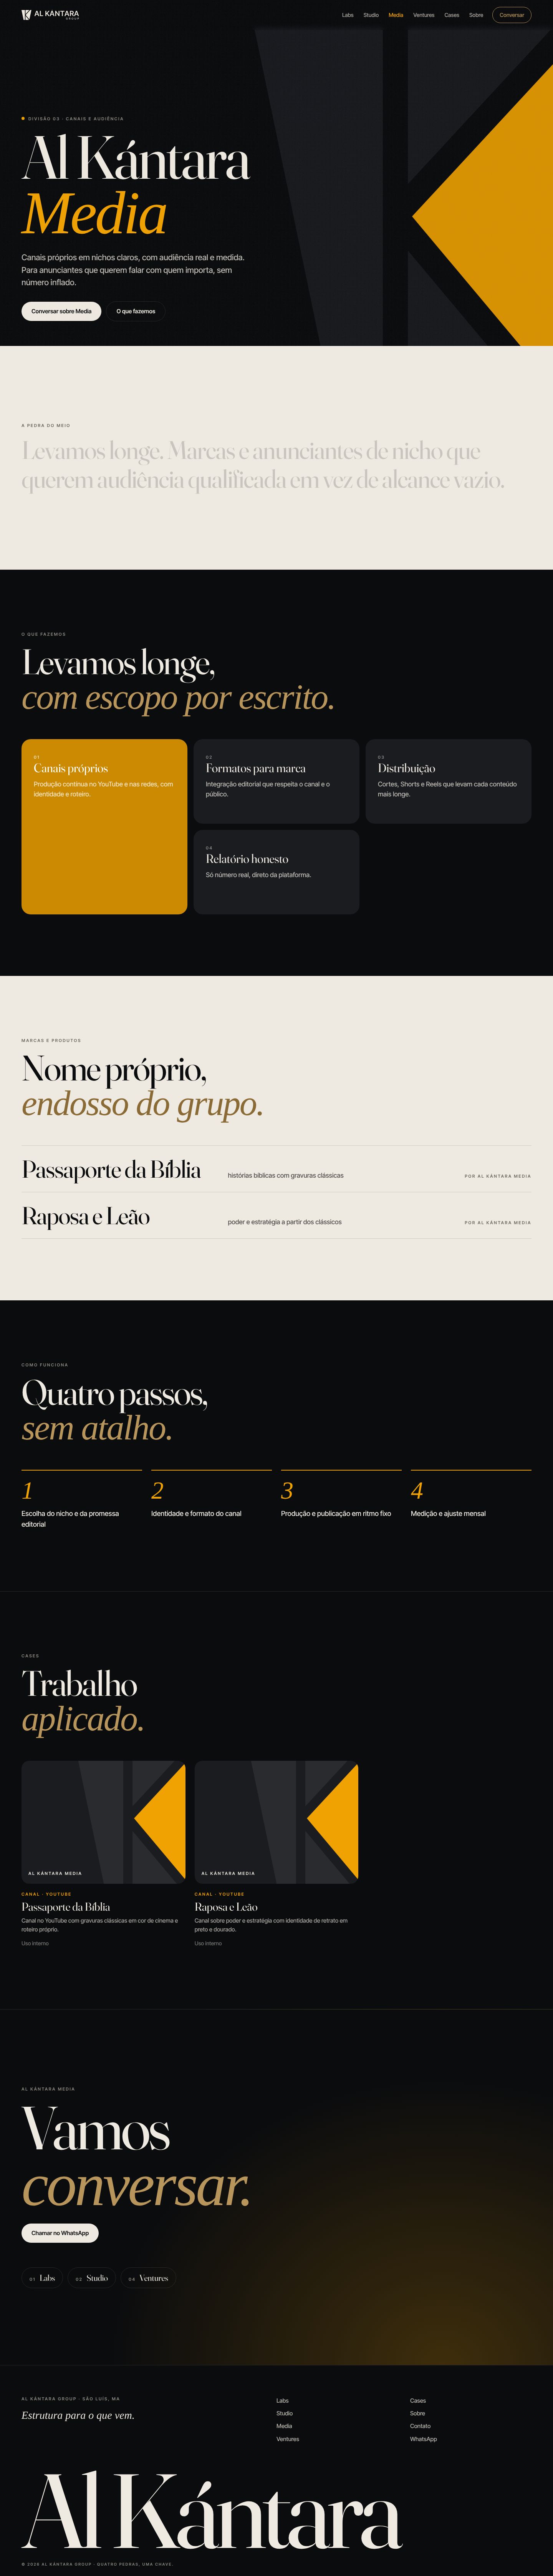 AL KÁNTARA
GROUP
Labs
Studio
Media
Ventures
Cases
Sobre
Conversar
DIVISÃO 03 · CANAIS E AUDIÊNCIA
Al Kántara
Media
Canais próprios em nichos claros, com audiência real e medida.
Para anunciantes que querem falar com quem importa, sem
número inflado.
Conversar sobre Media
O que fazemos
A PEDRA DO MEIO
Levamos longe. Marcas e anunciantes de nicho que
querem audiência qualificada em vez de alcance vazio.
O QUE FAZEMOS
Levamos longe,
com escopo por escrito.
01
Canais próprios
Produção contínua no YouTube e nas redes, com
identidade e roteiro.
02
Formatos para marca
Integração editorial que respeita o canal e o
público.
03
Distribuição
Cortes, Shorts e Reels que levam cada conteúdo
mais longe.
04
Relatório honesto
Só número real, direto da plataforma.
MARCAS E PRODUTOS
Nome próprio,
endosso do grupo.
Passaporte da Bíblia
histórias bíblicas com gravuras clássicas
POR AL KÁNTARA MEDIA
Raposa e Leão
poder e estratégia a partir dos clássicos
POR AL KÁNTARA MEDIA
COMO FUNCIONA
Quatro passos,
sem atalho.
1
Escolha do nicho e da promessa
editorial
2
Identidade e formato do canal
3
Produção e publicação em ritmo fixo
4
Medição e ajuste mensal
CASES
Trabalho
aplicado.
AL KÁNTARA MEDIA
CANAL · YOUTUBE
Passaporte da Bíblia
Canal no YouTube com gravuras clássicas em cor de cinema e
roteiro próprio.
Uso Interno
AL KÁNTARA MEDIA
CANAL · YOUTUBE
Raposa e Leão
Canal sobre poder e estratégia com identidade de retrato em
preto e dourado.
Uso Interno
AL KÁNTARA MEDIA
Vamos
conversar.
Chamar no WhatsApp
01 Labs
02 Studio
04 Ventures
AL KÁNTARA GROUP · SÃO LUÍS, MA
Estrutura para o que vem.
Labs
Studio
Media
Ventures
Cases
Sobre
Contato
WhatsApp
Al Kántara
© 2026 AL KÁNTARA GROUP · QUATRO PEDRAS, UMA CHAVE.